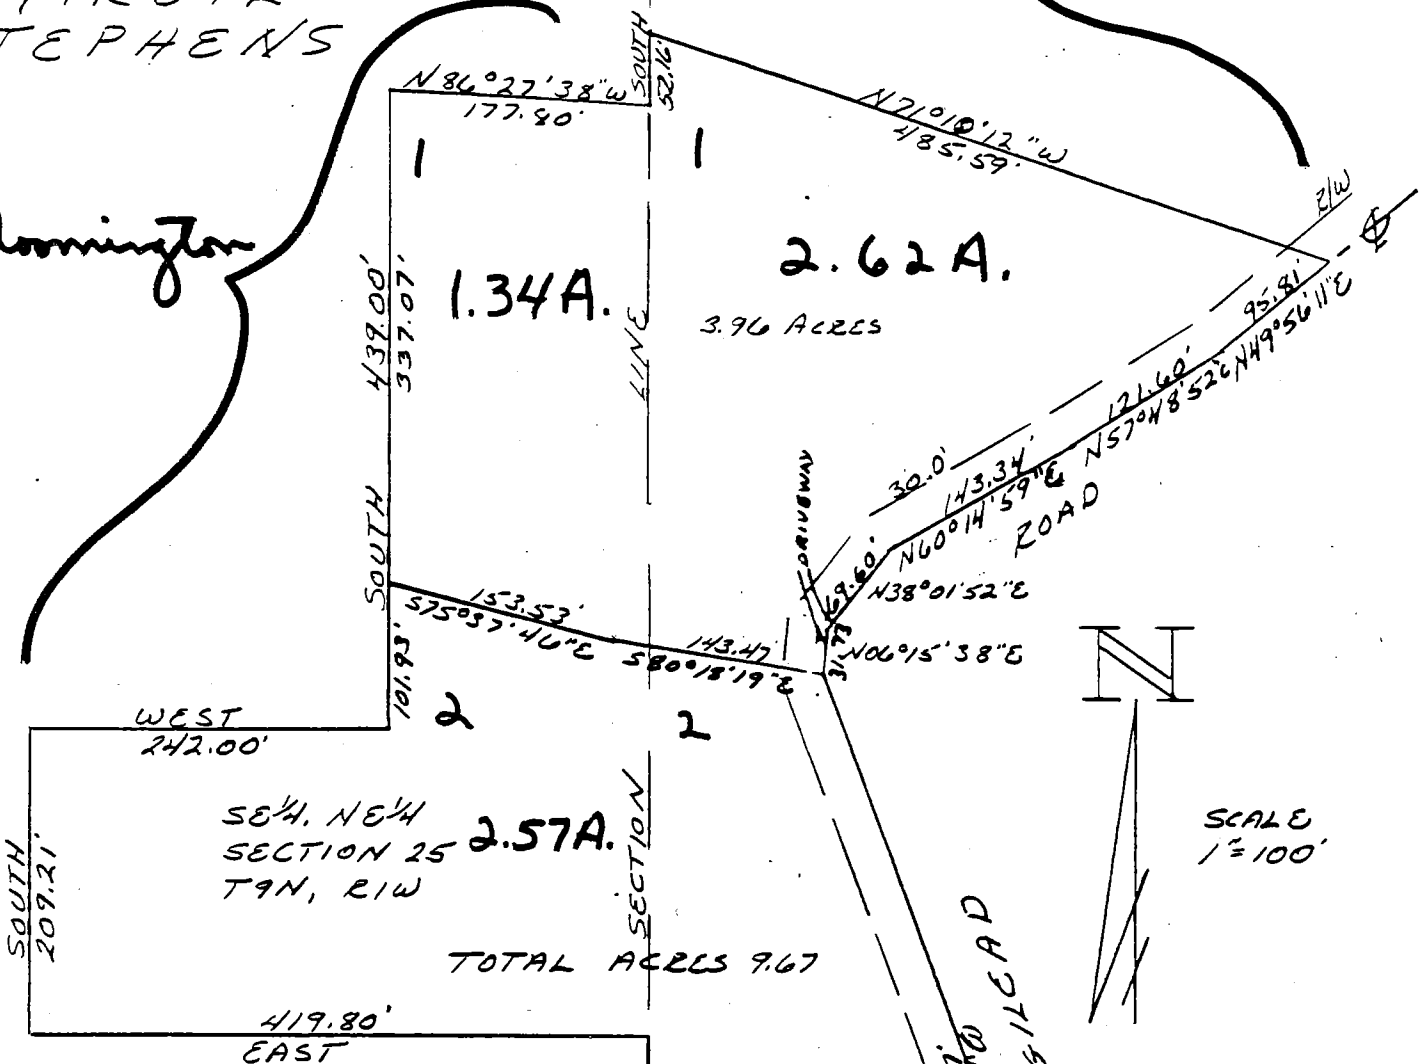 TEPHENS
loomington
SOUTH
52.16'
N86°27'38"W
177.80'
N71°10'12"W
485.59'
1
1
R/W
℄
439.00'
337.07'
SOUTH
1.34A.
2.62A.
3.96 ACRES
LINE
95.81'
N49°56'11"E
121.60'
N57°48'52"E
30.0'
143.34'
N60°14'59"E
ROAD
DRIVEWAY
69.60'
N38°01'52"E
31.73
N06°15'38"E
153.53'
S75°37'46"E
143.47'
S80°18'19"E
101.93'
2
2
N
WEST
242.00'
SE1/4, NE1/4
SECTION 25
T9N, R1W
2.57A.
SECTION
SCALE
1"=100'
SOUTH
209.21'
TOTAL ACRES 9.67
GILEAD
419.80'
EAST